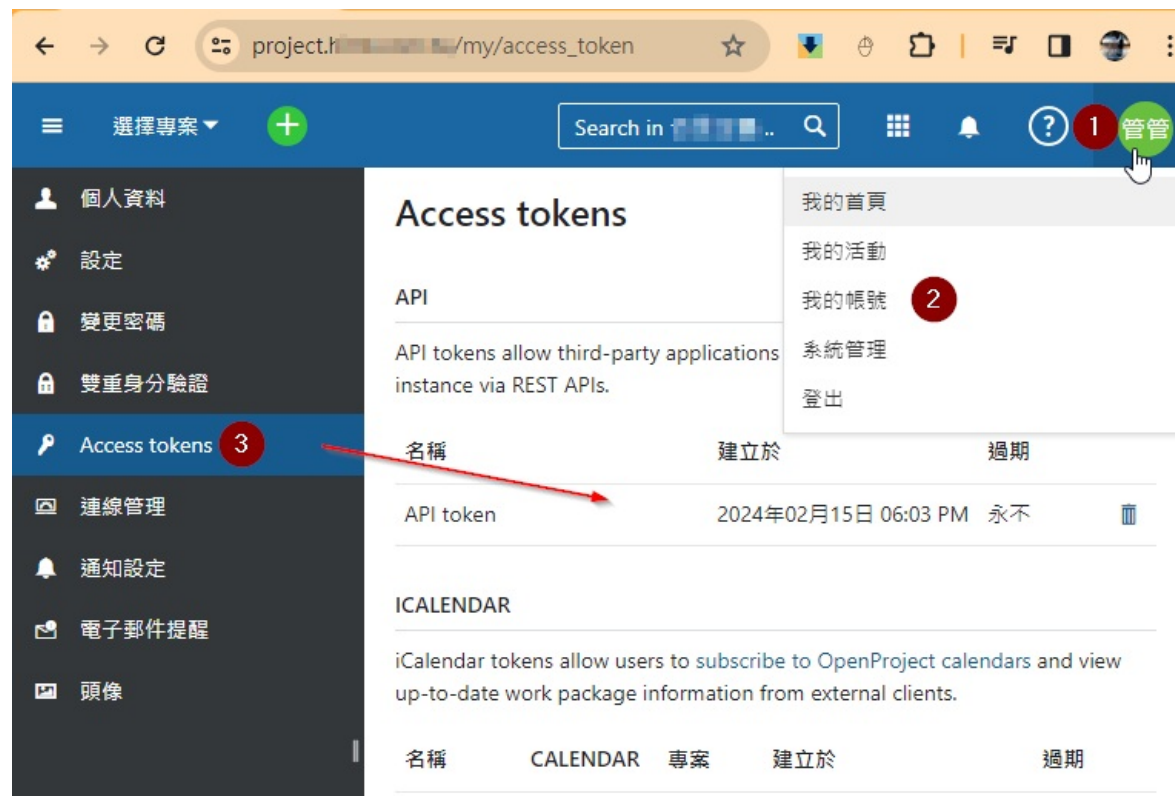 project.h /my/access_token
選擇專案
Search in ..
1
管管
個人資料
設定
變更密碼
雙重身分驗證
Access tokens 3
連線管理
通知設定
電子郵件提醒
頭像
我的首頁
我的活動
我的帳號 2
系統管理
登出
Access tokens
API
API tokens allow third-party applications
instance via REST APIs.
名稱 建立於 過期
API token 2024年02月15日 06:03 PM 永不
ICALENDAR
iCalendar tokens allow users to subscribe to OpenProject calendars and view
up-to-date work package information from external clients.
名稱 CALENDAR 專案 建立於 過期